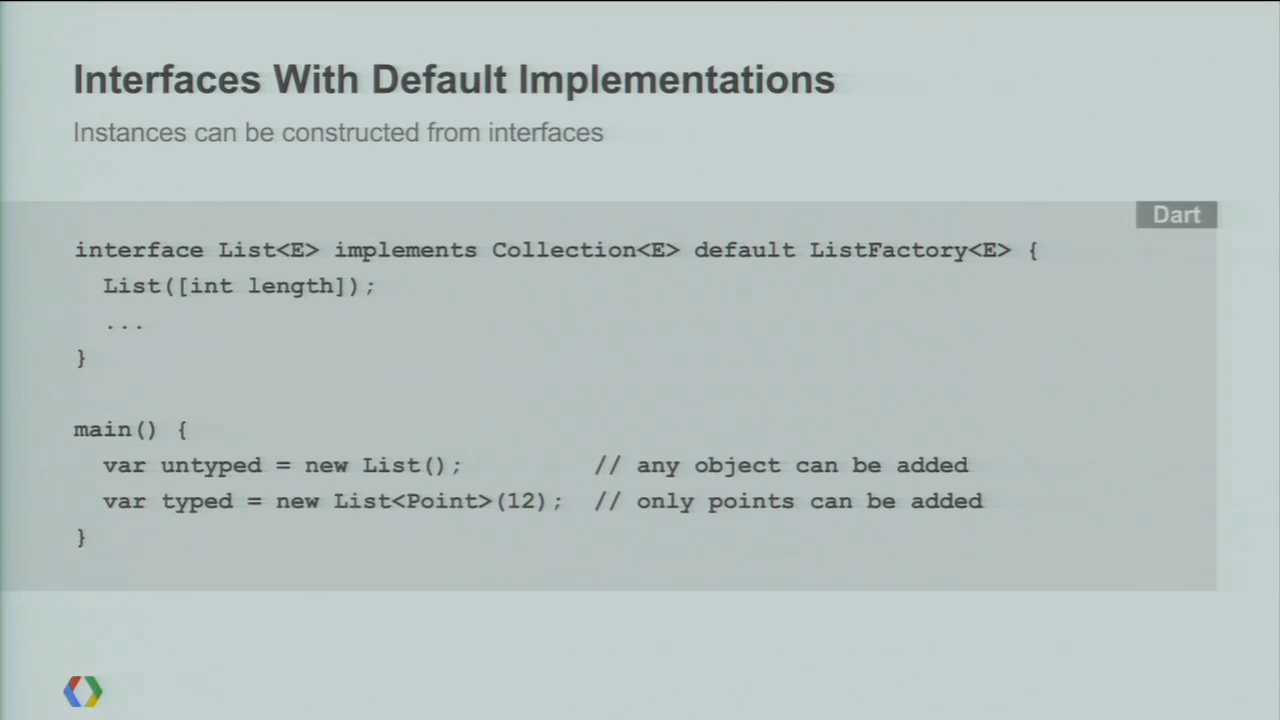 Interfaces With Default Implementations
Instances can be constructed from interfaces
Dart
interface List<E> implements Collection<E> default ListFactory<E> {
  List([int length]);
  ...
}
main() {
  var untyped = new List();         // any object can be added
  var typed = new List<Point>(12);  // only points can be added
}